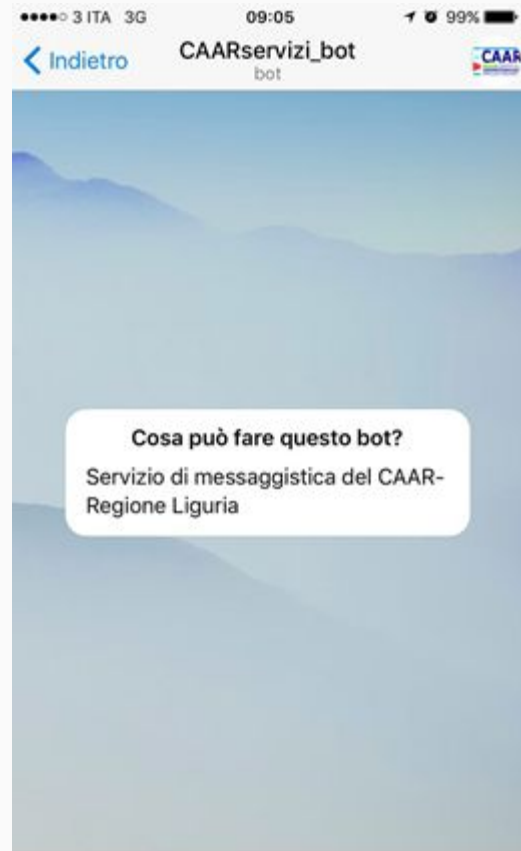 3 ITA 3G 09:05 99%
Indietro CAARservizi_bot CAAR
bot
Cosa può fare questo bot?
Servizio di messaggistica del CAAR-
Regione Liguria